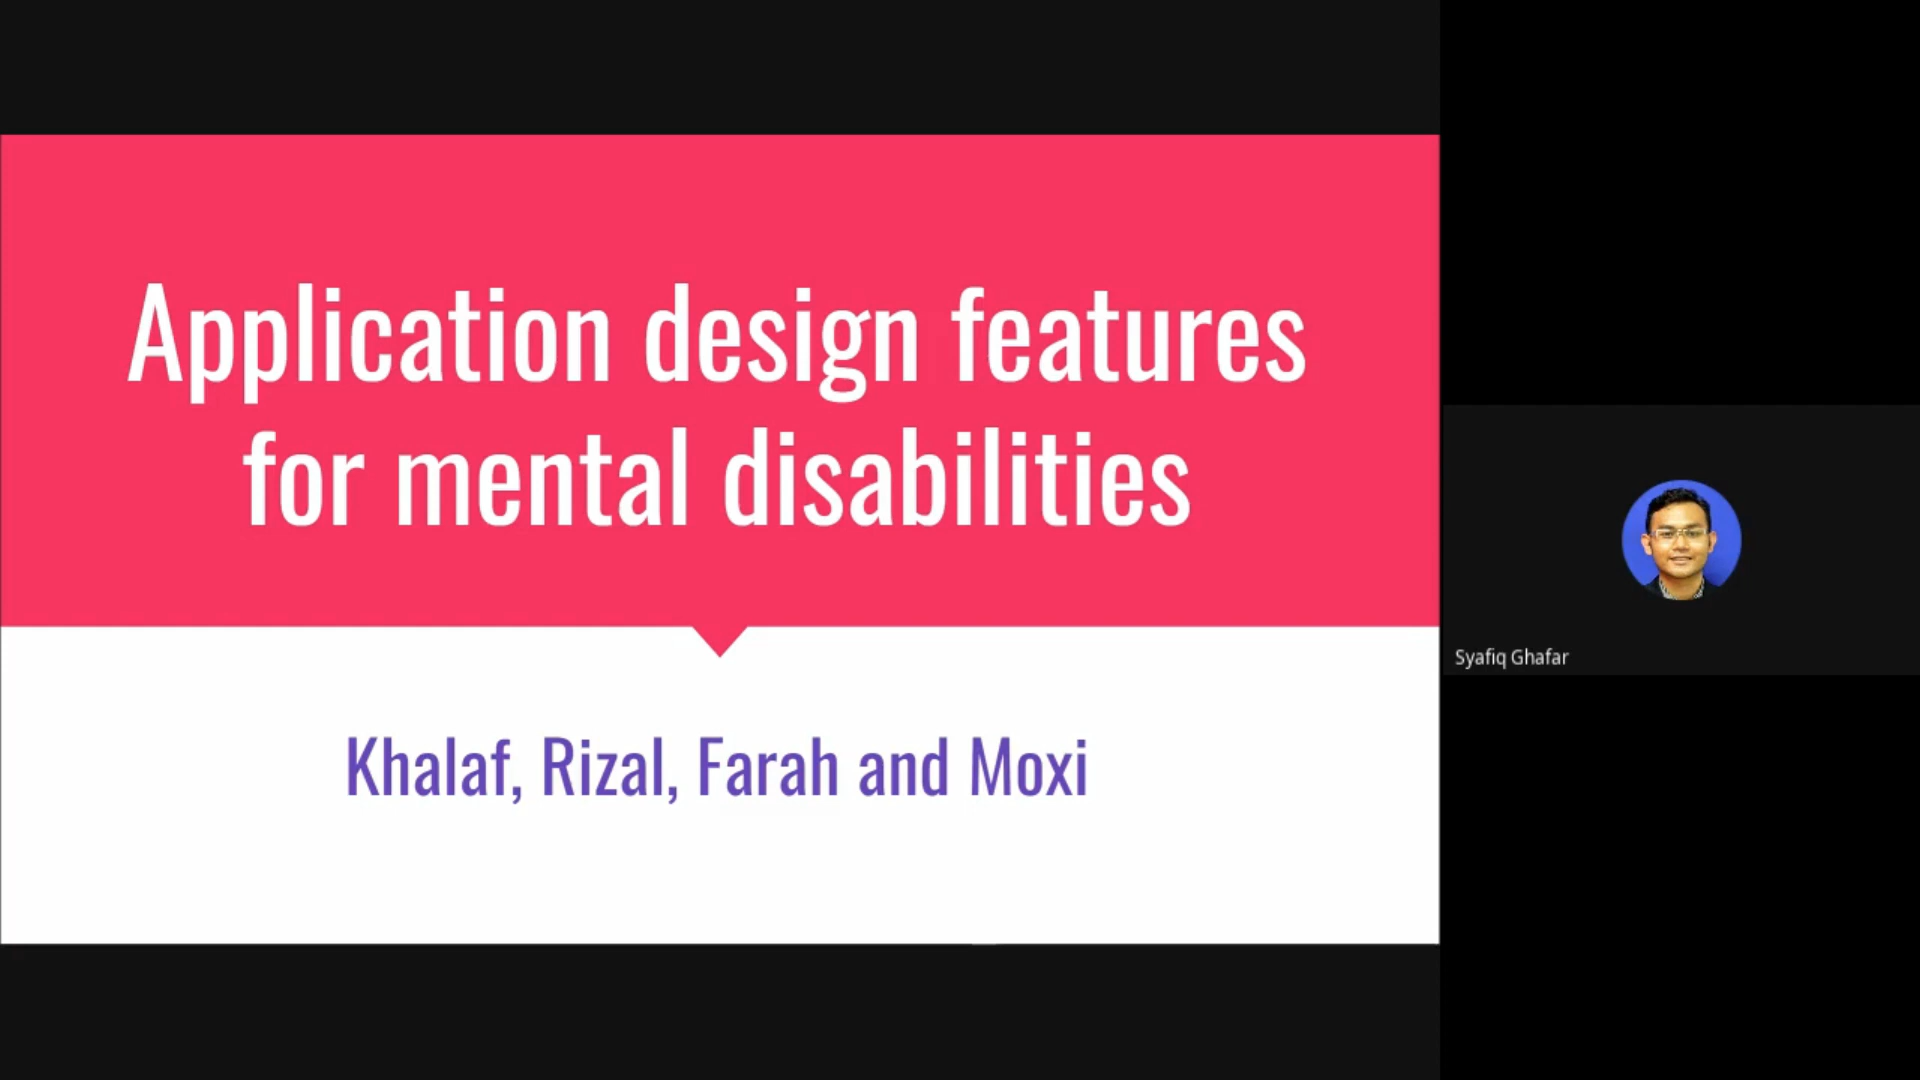 Application design features
for mental disabilities
Khalaf, Rizal, Farah and Moxi
Syafiq Ghafar